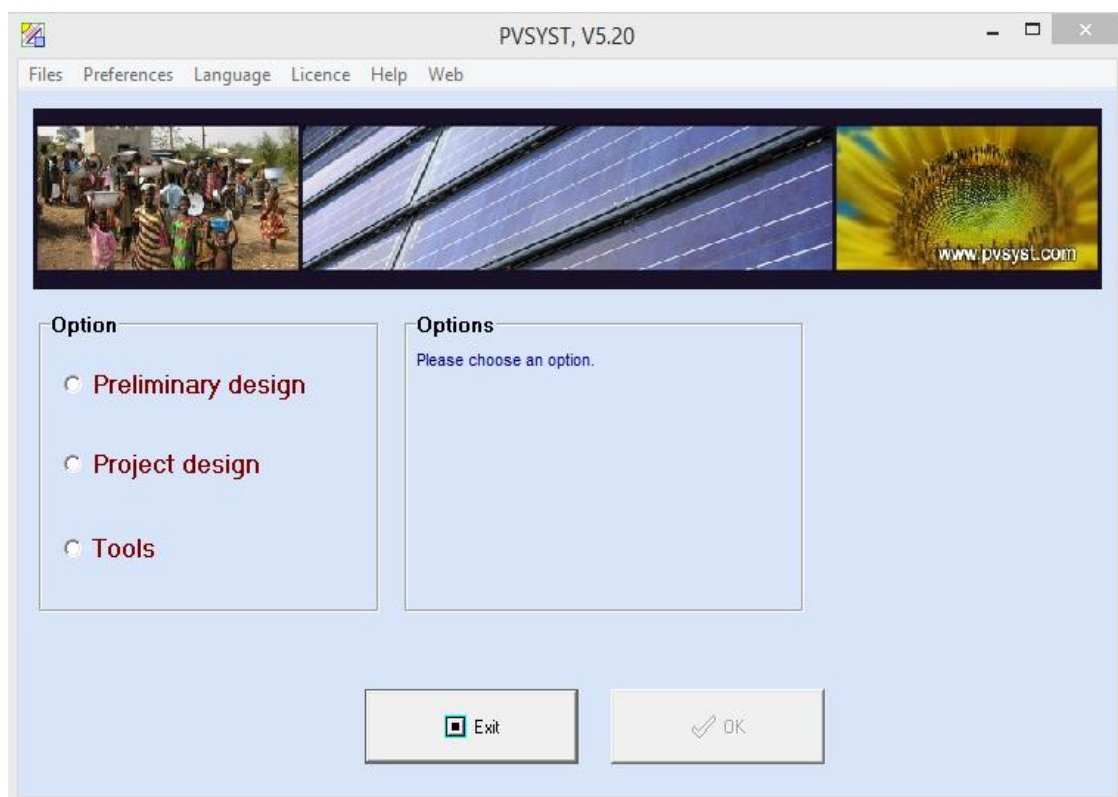 PVSYST, V5.20
Files Preferences Language Licence Help Web
www.pvsyst.com
Option
Preliminary design
Project design
Tools
Options
Please choose an option.
Exit
OK